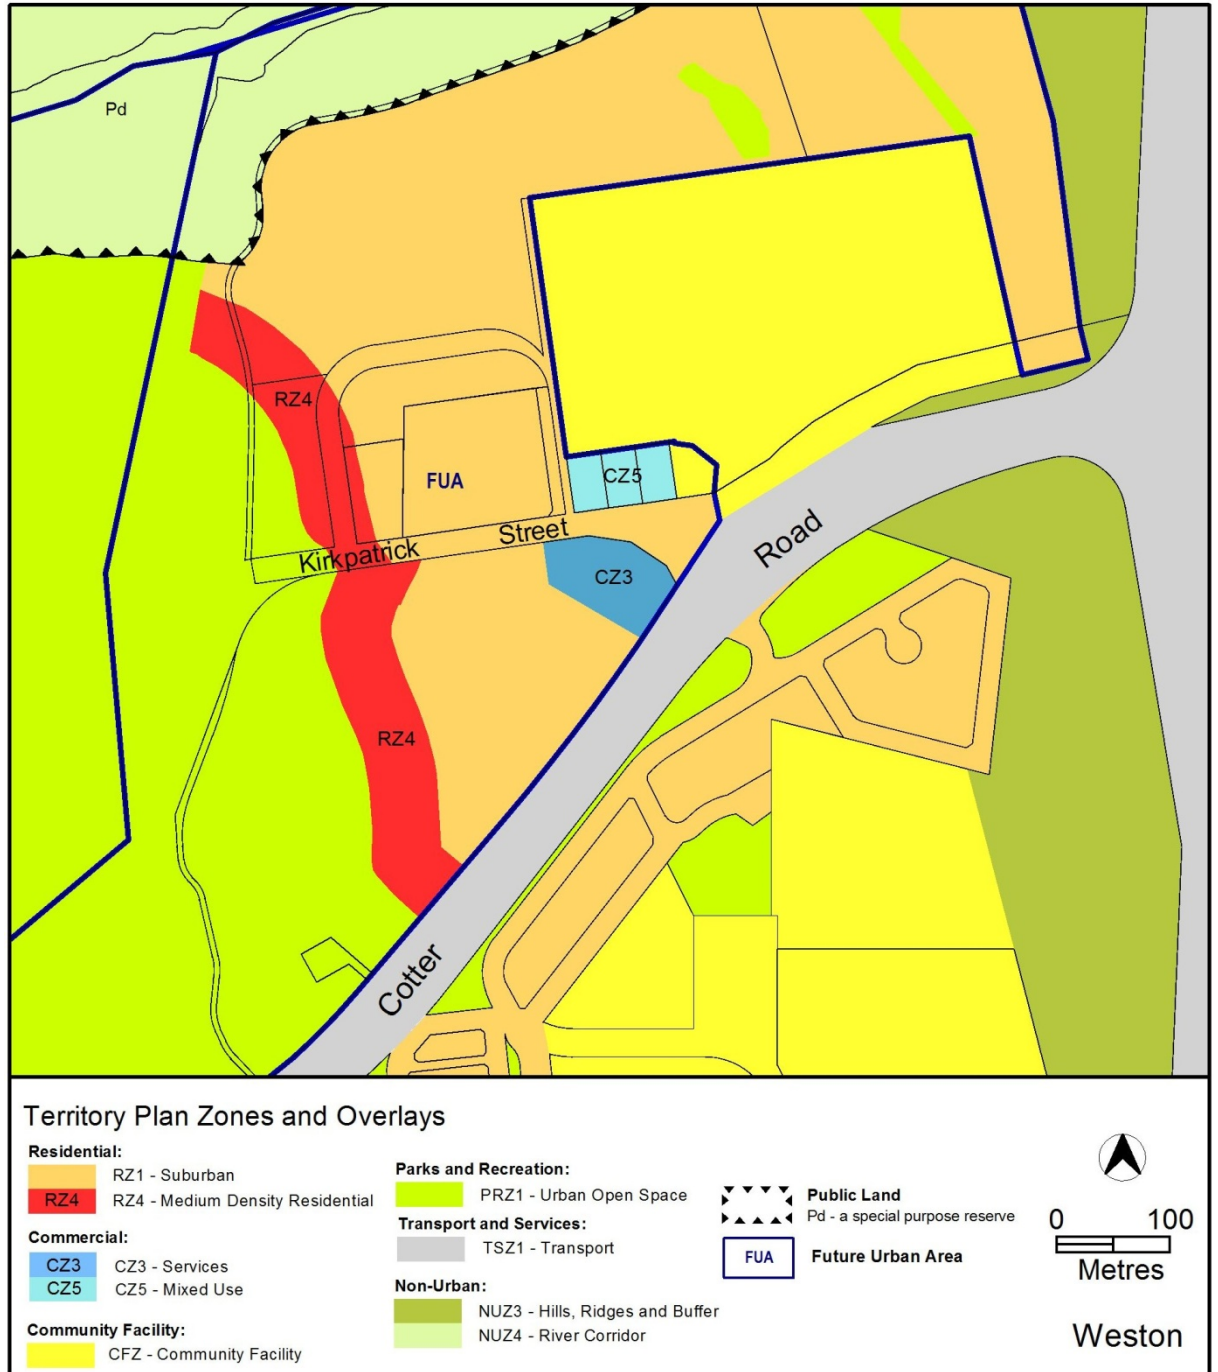 Pd
RZ4
FUA
CZ5
Kirkpatrick Street
Road
CZ3
RZ4
Cotter
Territory Plan Zones and Overlays
Residential:
RZ1 - Suburban
RZ4 RZ4 - Medium Density Residential
Commercial:
CZ3 CZ3 - Services
CZ5 CZ5 - Mixed Use
Community Facility:
CFZ - Community Facility
Parks and Recreation:
PRZ1 - Urban Open Space
Transport and Services:
TSZ1 - Transport
Non-Urban:
NUZ3 - Hills, Ridges and Buffer
NUZ4 - River Corridor
Public Land
Pd - a special purpose reserve
FUA Future Urban Area
0 100
Metres
Weston